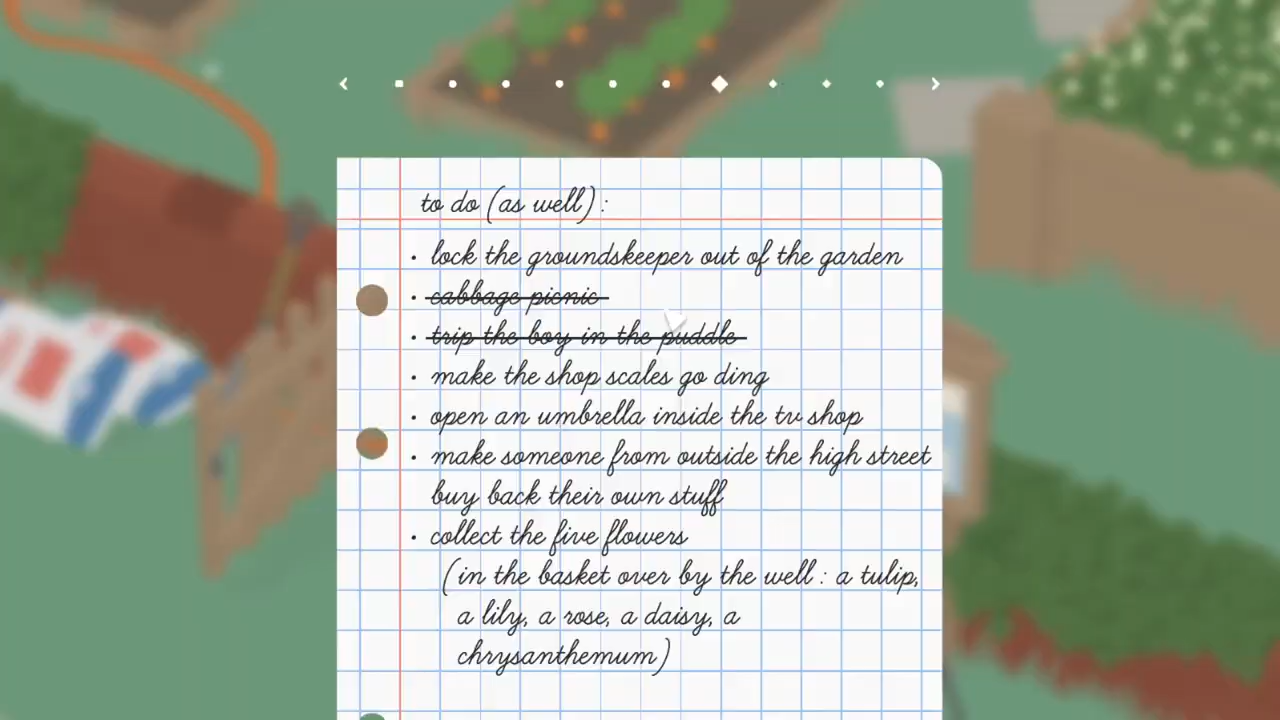 to do (as well) :
• lock the groundskeeper out of the garden
• cabbage picnic
• trip the boy in the puddle
• make the shop scales go ding
• open an umbrella inside the tv shop
• make someone from outside the high street
buy back their own stuff
• collect the five flowers
(in the basket over by the well : a tulip,
a lily, a rose, a daisy, a
chrysanthemum)